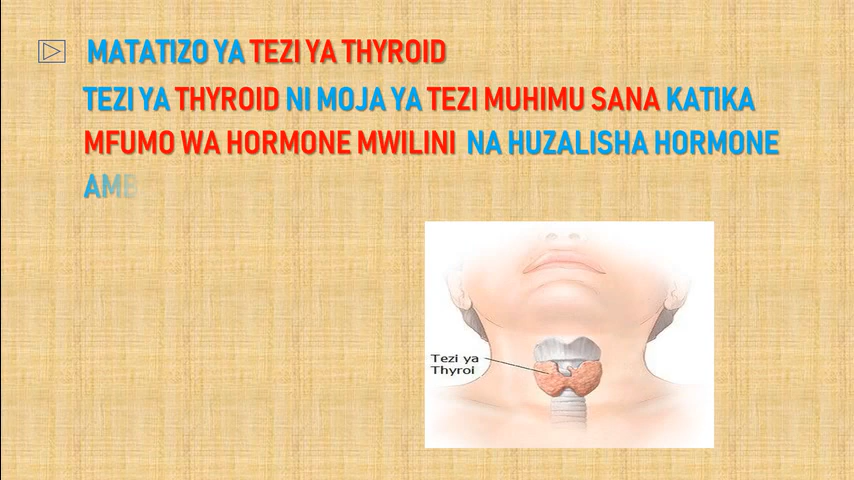 MATATIZO YA TEZI YA THYROID
TEZI YA THYROID NI MOJA YA TEZI MUHIMU SANA KATIKA
MFUMO WA HORMONE MWILINI NA HUZALISHA HORMONE
AMB
Tezi ya
Thyroi